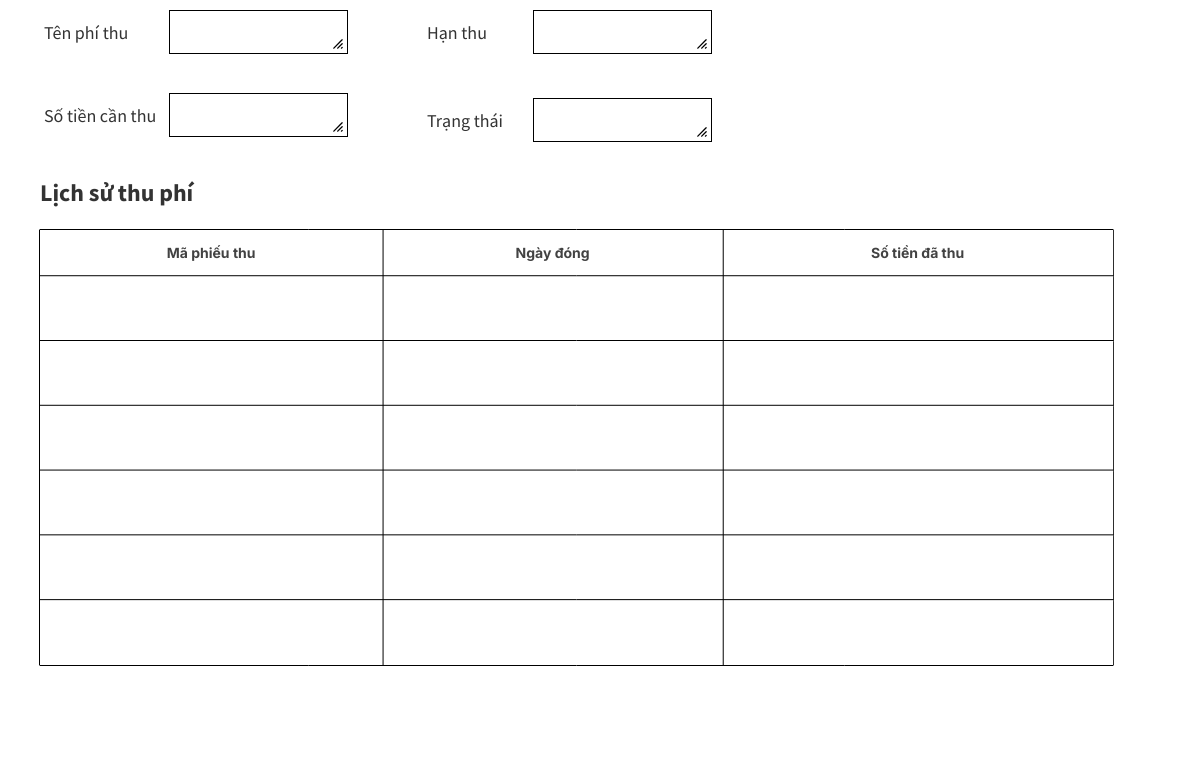 Tên phí thu Hạn thu
Số tiền cần thu Trạng thái
Lịch sử thu phí
Mã phiếu thu Ngày đóng Số tiền đã thu